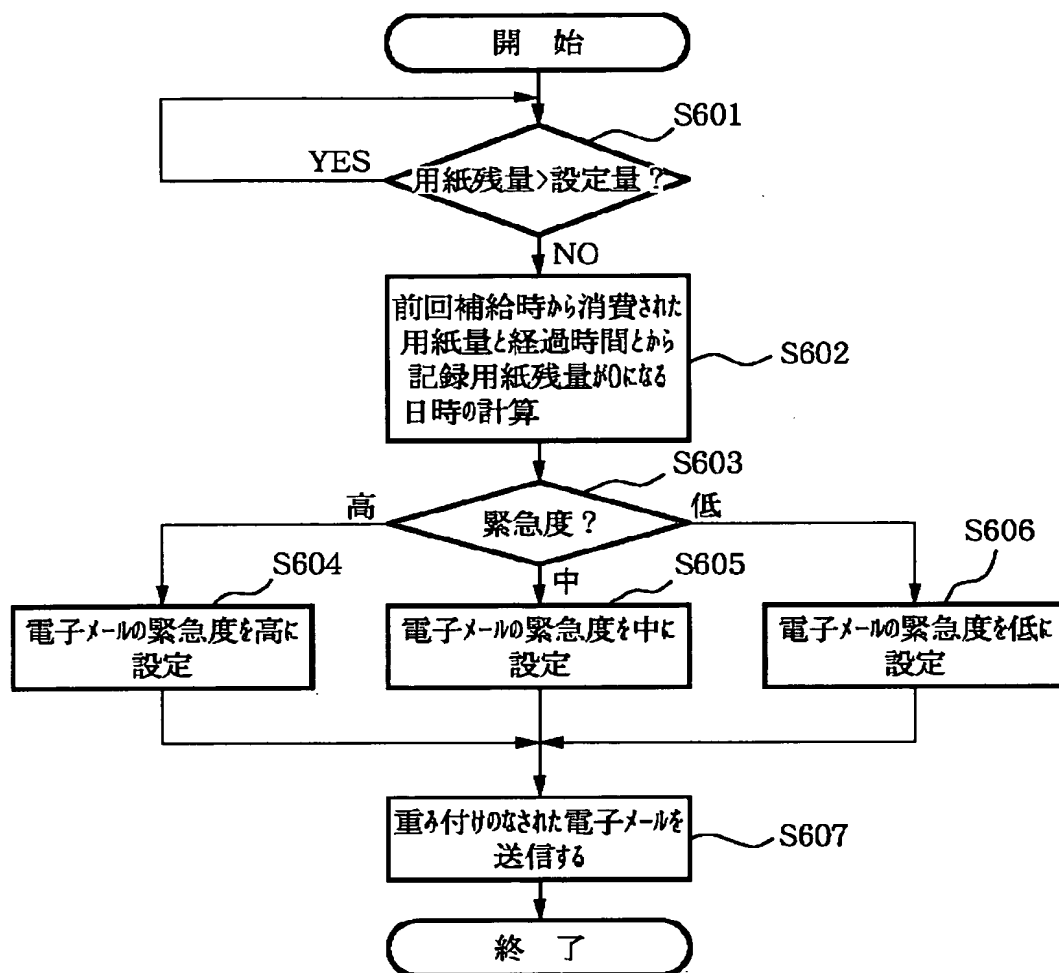 開 始
S601
YES
用紙残量>設定量?
NO
前回補給時から消費された
用紙量と経過時間とから
記録用紙残量が0になる
日時の計算
S602
S603
高
緊急度?
低
中
S604
S605
S606
電子メールの緊急度を高に
設定
電子メールの緊急度を中に
設定
電子メールの緊急度を低に
設定
重み付けのなされた電子メールを
送信する
S607
終 了